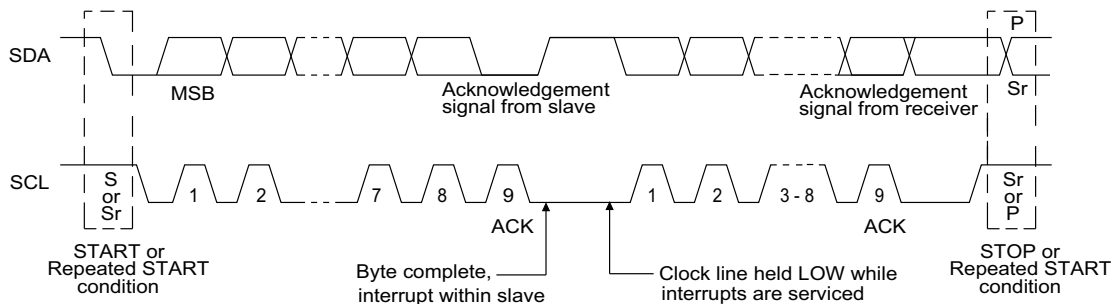 P
SDA
MSB
Acknowledgement
signal from slave
Acknowledgement
signal from receiver
Sr
SCL
S
or
Sr
1
2
7
8
9
1
2
3 - 8
9
Sr
or
P
ACK
ACK
START or
Repeated START
condition
Byte complete,
interrupt within slave
Clock line held LOW while
interrupts are serviced
STOP or
Repeated START
condition